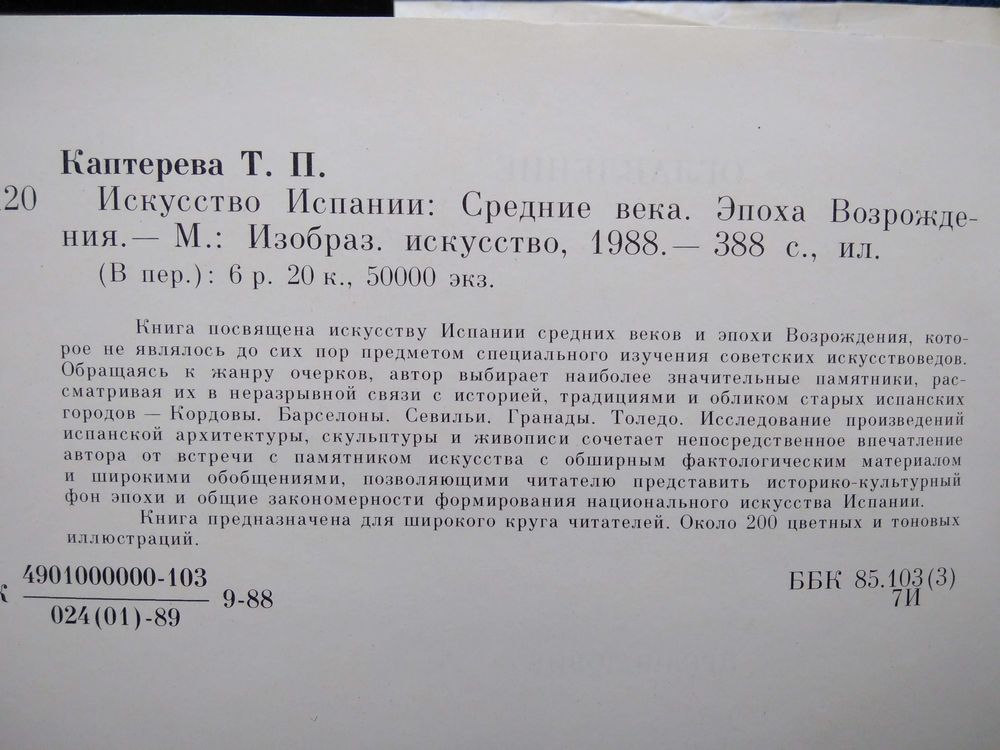 Каптерева Т. П.
20 Искусство Испании: Средние века. Эпоха Возрожде-
ния.— М.: Изобраз. искусство, 1988.— 388 с., ил.
(В пер.): 6 р. 20 к., 50000 экз.
Книга посвящена искусству Испании средних веков и эпохи Возрождения, кото-
рое не являлось до сих пор предметом специального изучения советских искусствоведов.
Обращаясь к жанру очерков, автор выбирает наиболее значительные памятники, рас-
сматривая их в неразрывной связи с историей, традициями и обликом старых испанских
городов — Кордовы. Барселоны. Севильи. Гранады. Толедо. Исследование произведений
испанской архитектуры, скульптуры и живописи сочетает непосредственное впечатление
автора от встречи с памятником искусства с обширным фактологическим материалом
и широкими обобщениями, позволяющими читателю представить историко-культурный
фон эпохи и общие закономерности формирования национального искусства Испании.
Книга предназначена для широкого круга читателей. Около 200 цветных и тоновых
иллюстраций.
К 4901000000-103 9-88
024(01)-89
ББК 85.103(3)
7И